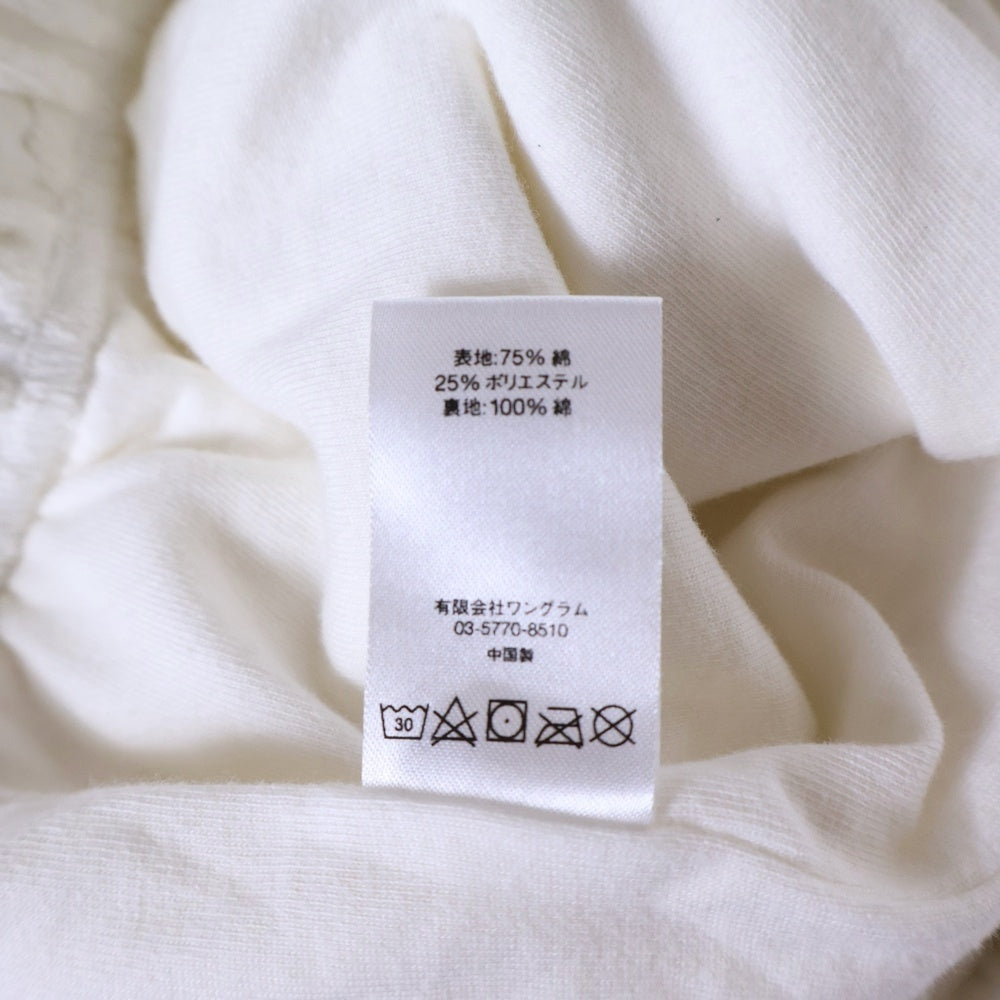 表地:75% 綿
25% ポリエステル
裏地:100% 綿
有限会社ワングラム
03-5770-8510
中国製
30